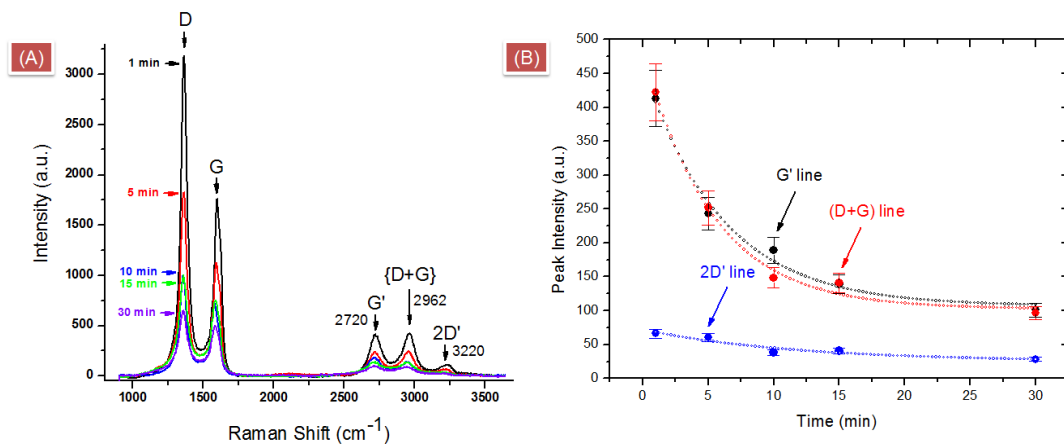 (A)
D
1 min
G
5 min
10 min
15 min
30 min
{D+G}
G'
2720
2962
2D'
3220
3000
2500
2000
1500
1000
500
0
Intensity (a.u.)
1000 1500 2000 2500 3000 3500
Raman Shift (cm⁻¹)
(B)
500
450
400
350
300
250
200
150
100
50
0
Peak Intensity (a.u.)
G' line
(D+G) line
2D' line
0 5 10 15 20 25 30
Time (min)